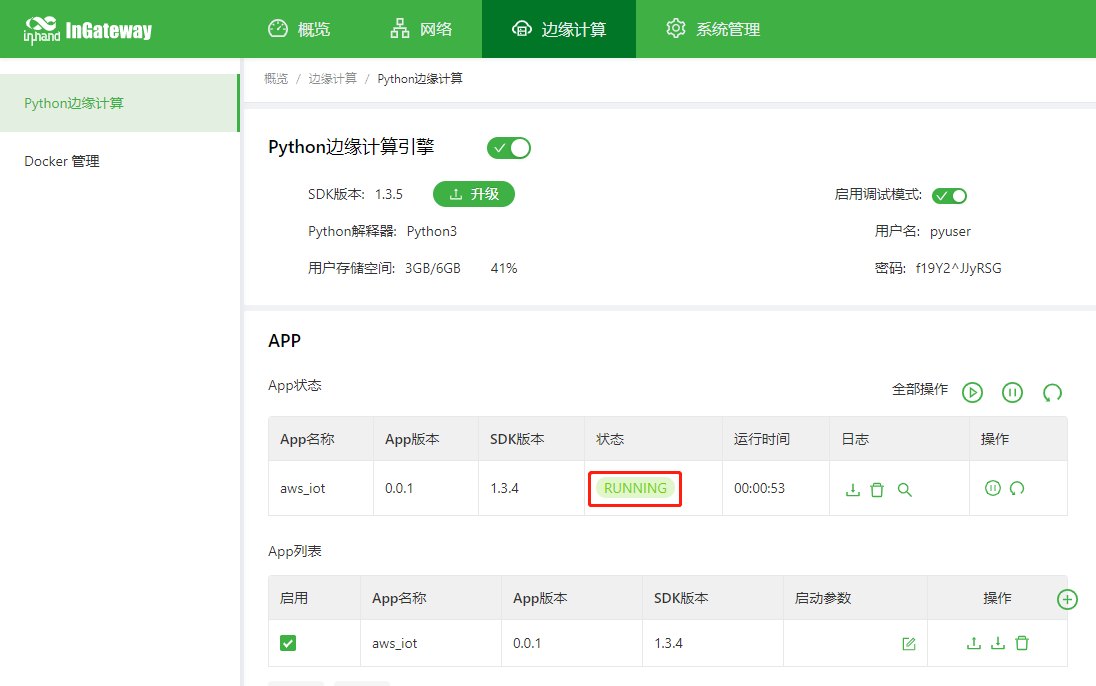 inhand InGateway 概览 网络 边缘计算 系统管理
概览 / 边缘计算 / Python边缘计算
Python边缘计算
Docker 管理
Python边缘计算引擎
SDK版本: 1.3.5 升级 启用调试模式:
Python解释器: Python3 用户名: pyuser
用户存储空间: 3GB/6GB 41% 密码: f19Y2^JJyRSG
APP
App状态 全部操作
App名称 App版本 SDK版本 状态 运行时间 日志 操作
aws_iot 0.0.1 1.3.4 RUNNING 00:00:53
App列表
启用 App名称 App版本 SDK版本 启动参数 操作
aws_iot 0.0.1 1.3.4